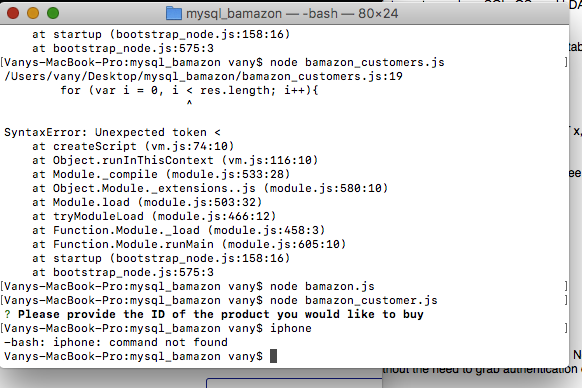 mysql_bamazon — -bash — 80×24
at startup (bootstrap_node.js:158:16)
at bootstrap_node.js:575:3
[Vanys-MacBook-Pro:mysql_bamazon vany$ node bamazon_customers.js ]
/Users/vany/Desktop/mysql_bamazon/bamazon_customers.js:19
for (var i = 0, i < res.length; i++){
^
SyntaxError: Unexpected token <
at createScript (vm.js:74:10)
at Object.runInThisContext (vm.js:116:10)
at Module._compile (module.js:533:28)
at Object.Module._extensions..js (module.js:580:10)
at Module.load (module.js:503:32)
at tryModuleLoad (module.js:466:12)
at Function.Module._load (module.js:458:3)
at Function.Module.runMain (module.js:605:10)
at startup (bootstrap_node.js:158:16)
at bootstrap_node.js:575:3
[Vanys-MacBook-Pro:mysql_bamazon vany$ node bamazon.js ]
[Vanys-MacBook-Pro:mysql_bamazon vany$ node bamazon_customer.js ]
? Please provide the ID of the product you would like to buy
[Vanys-MacBook-Pro:mysql_bamazon vany$ iphone ]
-bash: iphone: command not found
Vanys-MacBook-Pro:mysql_bamazon vany$
x,
N
the need to grab authentication